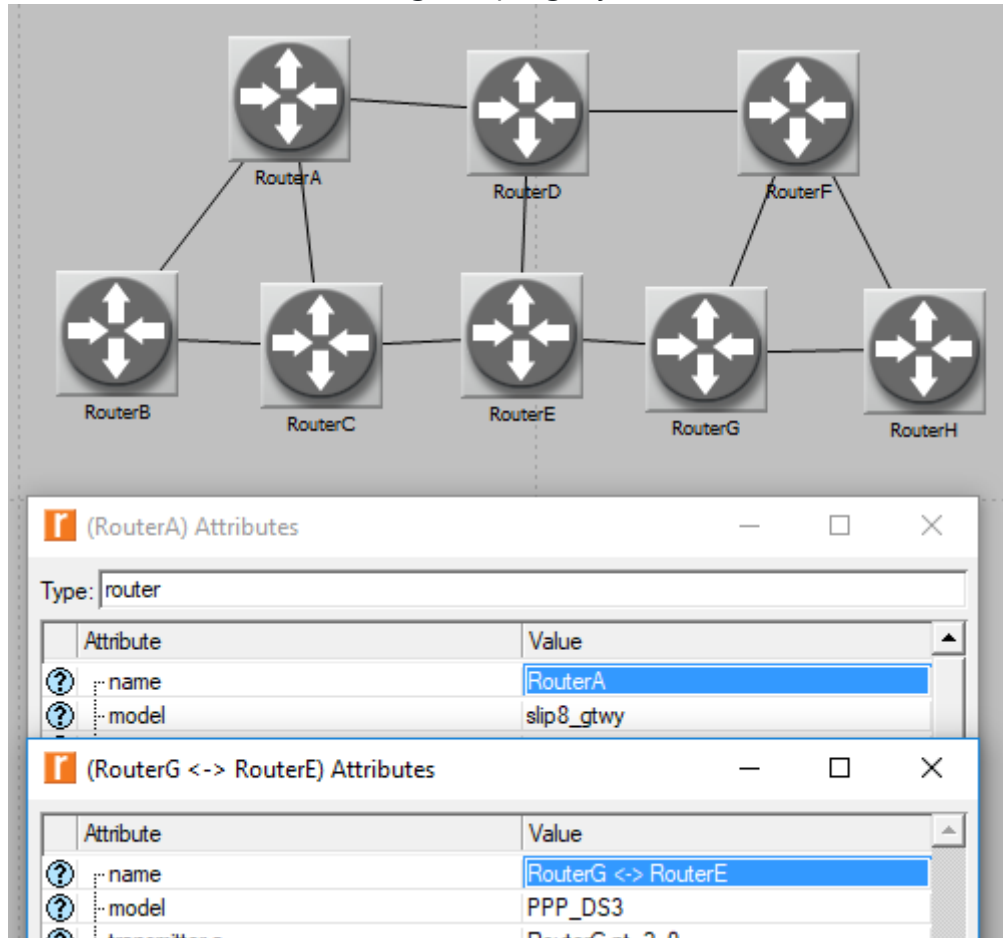 RouterA
RouterD
RouterF
RouterB
RouterC
RouterE
RouterG
RouterH
(RouterA) Attributes
Type: router
Attribute Value
name RouterA
model slip8_gtwy
(RouterG <-> RouterE) Attributes
Attribute Value
name RouterG <-> RouterE
model PPP_DS3